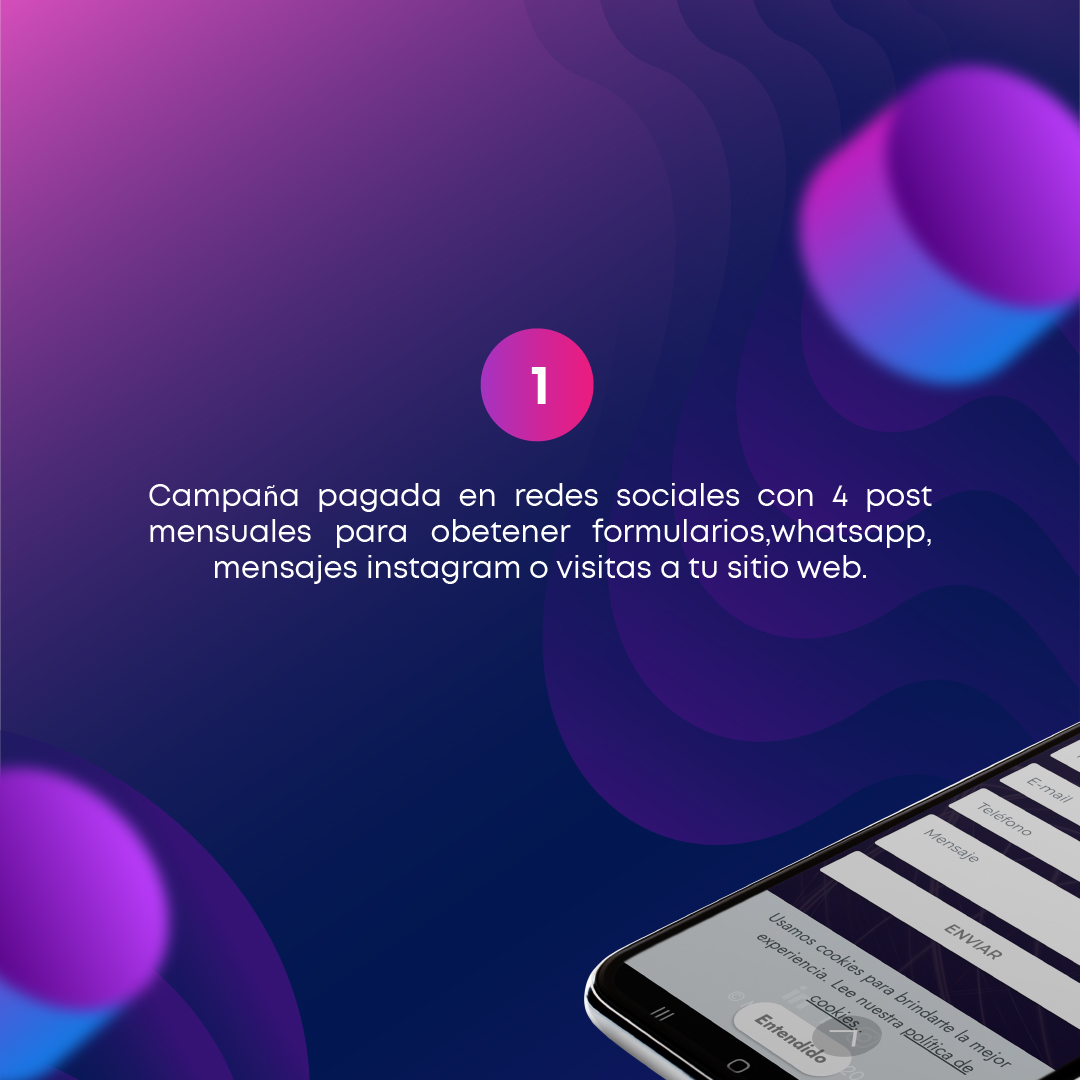 1
Campaña pagada en redes sociales con 4 post
mensuales para obetener formularios,whatsapp,
mensajes instagram o visitas a tu sitio web.
E-mail
Teléfono
Mensaje
ENVIAR
Usamos cookies para brindarte la mejor
experiencia. Lee nuestra política de
cookies.
Entendido